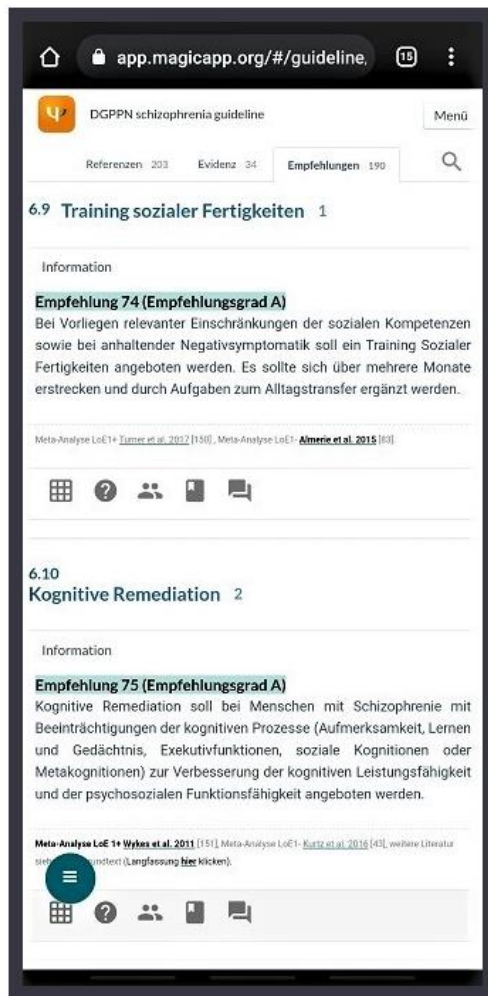 app.magicapp.org/#/guideline,
15
DGPPN schizophrenia guideline
Menü
Referenzen 203 Evidenz 34 Empfehlungen 190
6.9 Training sozialer Fertigkeiten 1
Information
Empfehlung 74 (Empfehlungsgrad A)
Bei Vorliegen relevanter Einschränkungen der sozialen Kompetenzen
sowie bei anhaltender Negativsymptomatik soll ein Training Sozialer
Fertigkeiten angeboten werden. Es sollte sich über mehrere Monate
erstrecken und durch Aufgaben zum Alltagstransfer ergänzt werden.
Meta-Analyse LoE1+ Turner et al. 2017 [150], Meta-Analyse LoE1- Almerie et al. 2015 [83]
6.10
Kognitive Remediation 2
Information
Empfehlung 75 (Empfehlungsgrad A)
Kognitive Remediation soll bei Menschen mit Schizophrenie mit
Beeinträchtigungen der kognitiven Prozesse (Aufmerksamkeit, Lernen
und Gedächtnis, Exekutivfunktionen, soziale Kognitionen oder
Metakognitionen) zur Verbesserung der kognitiven Leistungsfähigkeit
und der psychosozialen Funktionsfähigkeit angeboten werden.
Meta-Analyse LoE 1+ Wykes et al. 2011 [151], Meta-Analyse LoE1- Kurtz et al. 2016 [43], weitere Literatur
(Langfassung hier klicken).